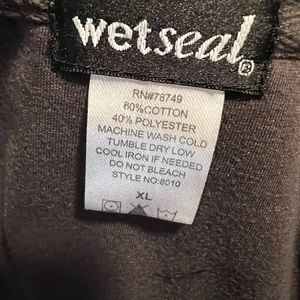 wetseal®
RN#78749
60%COTTON
40% POLYESTER
MACHINE WASH COLD
TUMBLE DRY LOW
COOL IRON IF NEEDED
DO NOT BLEACH
STYLE NO:8010
XL